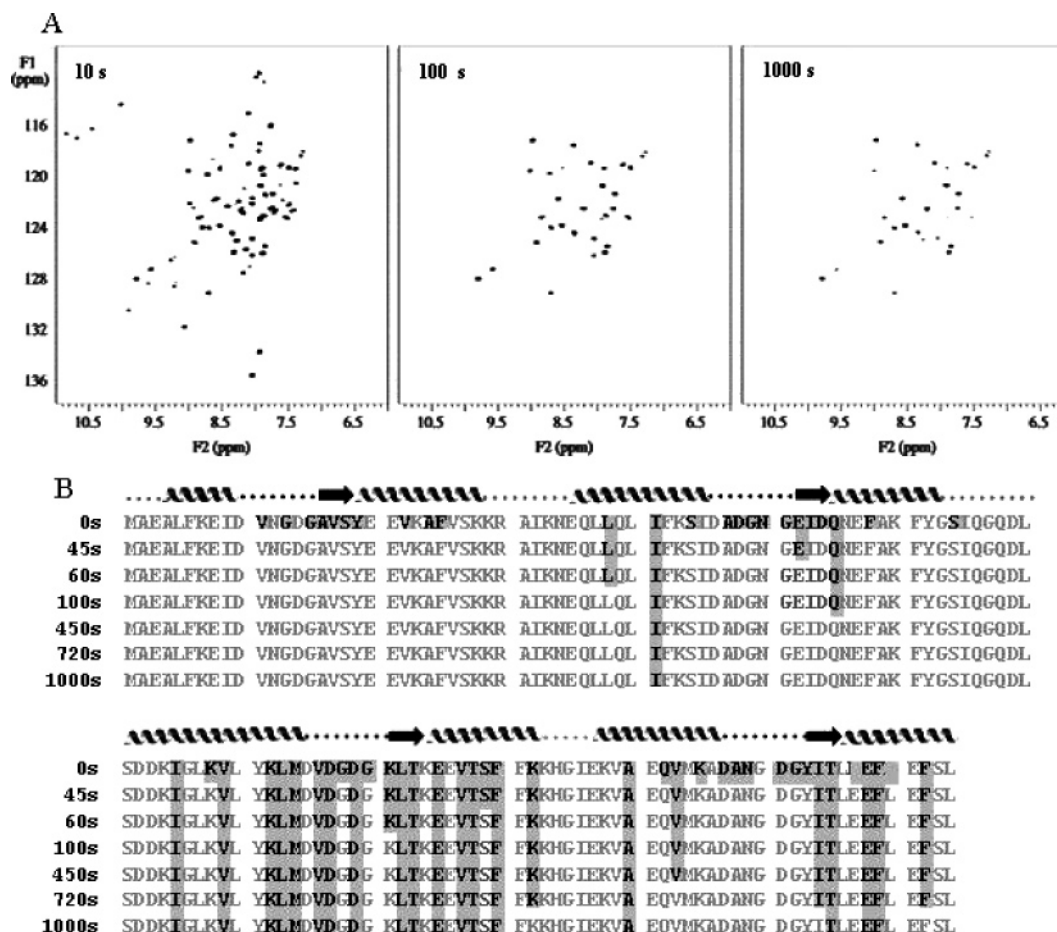 A
F1
(ppm)
10 s
100 s
1000 s
116
120
124
128
132
136
10.5 9.5 8.5 7.5 6.5
10.5 9.5 8.5 7.5 6.5
10.5 9.5 8.5 7.5 6.5
F2 (ppm)
F2 (ppm)
F2 (ppm)
B
0s MAEALFKEID VNGDGAVSYE EVKAFVSKKR AIKNEQLLQL IFKSIDADGN GEIDQNEFAK FYGSIQGQDL
45s MAEALFKEID VNGDGAVSYE EVKAFVSKKR AIKNEQLLQL IFKSIDADGN GEIDQNEFAK FYGSIQGQDL
60s MAEALFKEID VNGDGAVSYE EVKAFVSKKR AIKNEQLLQL IFKSIDADGN GEIDQNEFAK FYGSIQGQDL
100s MAEALFKEID VNGDGAVSYE EVKAFVSKKR AIKNEQLLQL IFKSIDADGN GEIDQNEFAK FYGSIQGQDL
450s MAEALFKEID VNGDGAVSYE EVKAFVSKKR AIKNEQLLQL IFKSIDADGN GEIDQNEFAK FYGSIQGQDL
720s MAEALFKEID VNGDGAVSYE EVKAFVSKKR AIKNEQLLQL IFKSIDADGN GEIDQNEFAK FYGSIQGQDL
1000s MAEALFKEID VNGDGAVSYE EVKAFVSKKR AIKNEQLLQL IFKSIDADGN GEIDQNEFAK FYGSIQGQDL
0s SDDKIGLKVL YKLMDVDGDG KLTKEEVTSF FKKHGIEKVA EQVMKADANG DGYITLEEFL EFSL
45s SDDKIGLKVL YKLMDVDGDG KLTKEEVTSF FKKHGIEKVA EQVMKADANG DGYITLEEFL EFSL
60s SDDKIGLKVL YKLMDVDGDG KLTKEEVTSF FKKHGIEKVA EQVMKADANG DGYITLEEFL EFSL
100s SDDKIGLKVL YKLMDVDGDG KLTKEEVTSF FKKHGIEKVA EQVMKADANG DGYITLEEFL EFSL
450s SDDKIGLKVL YKLMDVDGDG KLTKEEVTSF FKKHGIEKVA EQVMKADANG DGYITLEEFL EFSL
720s SDDKIGLKVL YKLMDVDGDG KLTKEEVTSF FKKHGIEKVA EQVMKADANG DGYITLEEFL EFSL
1000s SDDKIGLKVL YKLMDVDGDG KLTKEEVTSF FKKHGIEKVA EQVMKADANG DGYITLEEFL EFSL